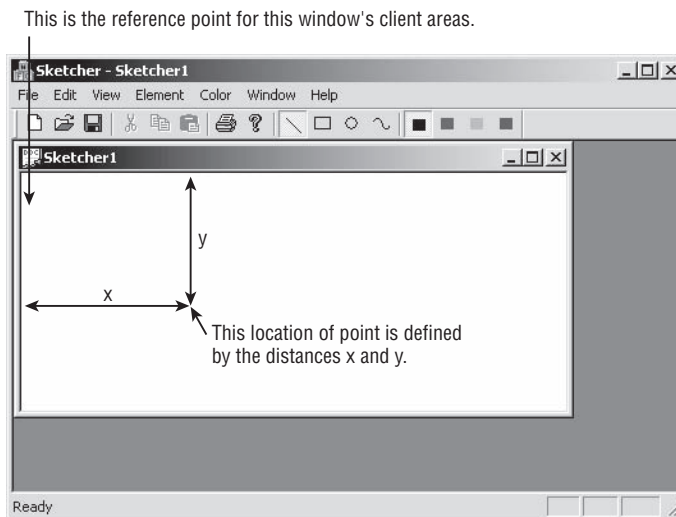 This is the reference point for this window's client areas.
Sketcher - Sketcher1
File Edit View Element Color Window Help
Sketcher1
y
x
This location of point is defined
by the distances x and y.
Ready